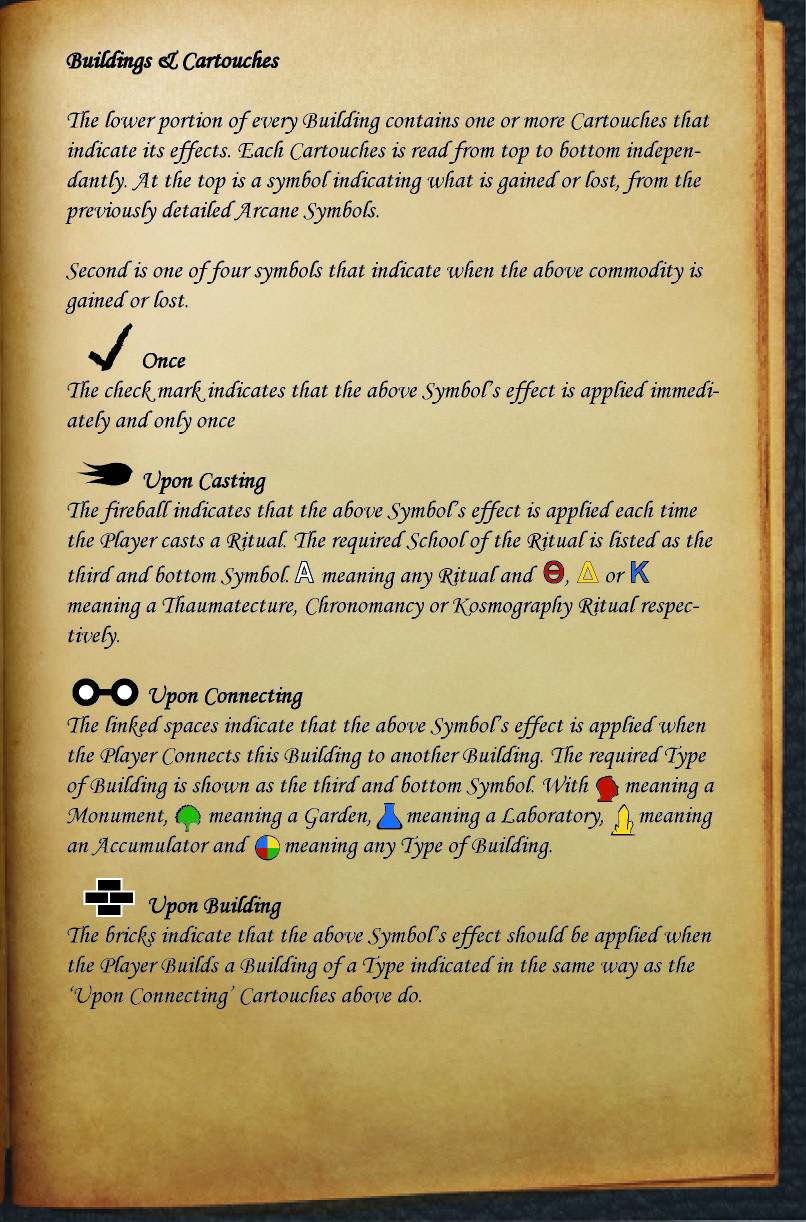 Buildings & Cartouches
The lower portion of every Building contains one or more Cartouches that
indicate its effects. Each Cartouches is read from top to bottom indepen-
dantly. At the top is a symbol indicating what is gained or lost, from the
previously detailed Arcane Symbols.
Second is one of four symbols that indicate when the above commodity is
gained or lost.
Once
The check mark indicates that the above Symbol's effect is applied immedi-
ately and only once
Upon Casting
The fireball indicates that the above Symbol's effect is applied each time
the Player casts a Ritual. The required School of the Ritual is listed as the
third and bottom Symbol. A meaning any Ritual and Θ, Δ or K
meaning a Thaumatecture, Chronomancy or Kosmography Ritual respec-
tively.
Upon Connecting
The linked spaces indicate that the above Symbol's effect is applied when
the Player Connects this Building to another Building. The required Type
of Building is shown as the third and bottom Symbol. With meaning a
Monument, meaning a Garden, meaning a Laboratory, meaning
an Accumulator and meaning any Type of Building.
Upon Building
The bricks indicate that the above Symbol's effect should be applied when
the Player Builds a Building of a Type indicated in the same way as the
'Upon Connecting' Cartouches above do.